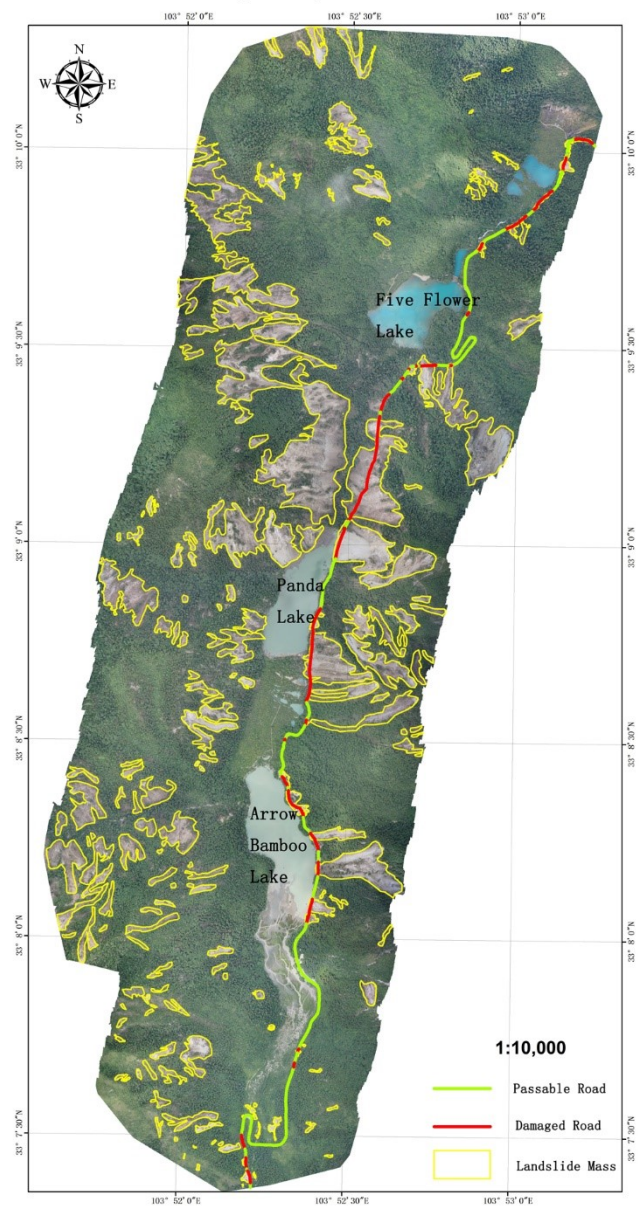 103° 52′ 0″E
103° 52′ 30″E
103° 53′ 0″E
N
W
E
S
33° 10′ 0″N
33° 10′ 0″N
Five Flower
Lake
33° 9′ 30″N
33° 9′ 30″N
33° 9′ 0″N
33° 9′ 0″N
Panda
Lake
33° 8′ 30″N
33° 8′ 30″N
Arrow
Bamboo
Lake
33° 8′ 0″N
33° 8′ 0″N
1:10,000
Passable Road
Damaged Road
Landslide Mass
33° 7′ 30″N
33° 7′ 30″N
103° 52′ 0″E
103° 52′ 30″E
103° 53′ 0″E